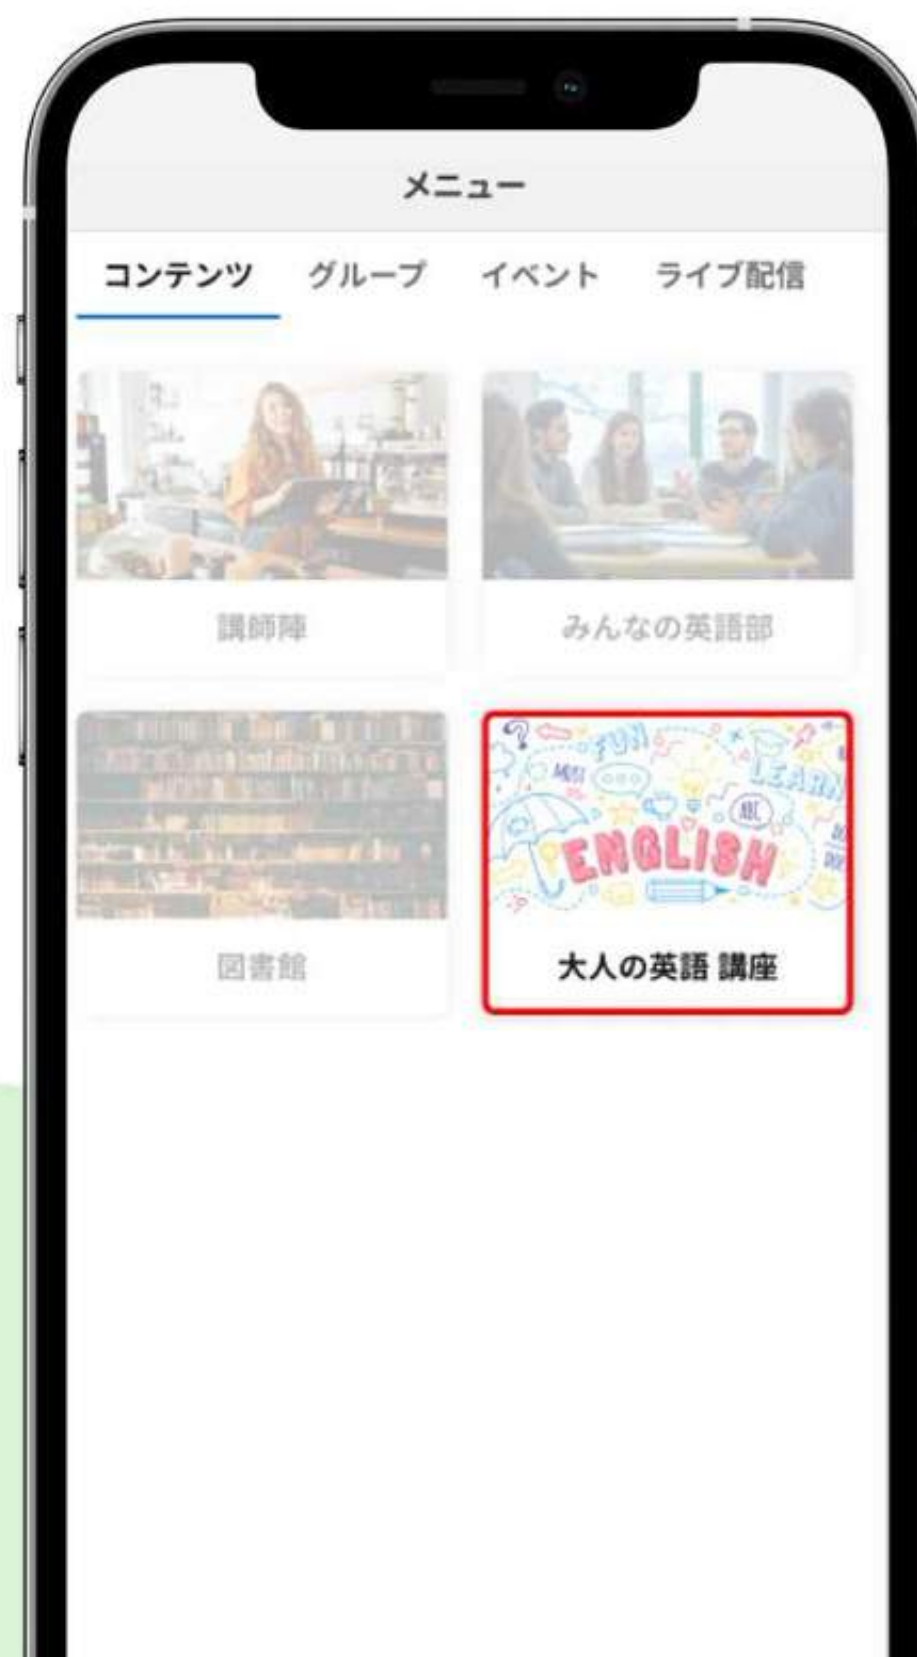 メニュー
コンテンツ グループ イベント ライブ配信
講師陣 みんなの英語部
?
FUN
MUST
LEARN
ABC
ENGLISH
図書館 大人の英語 講座